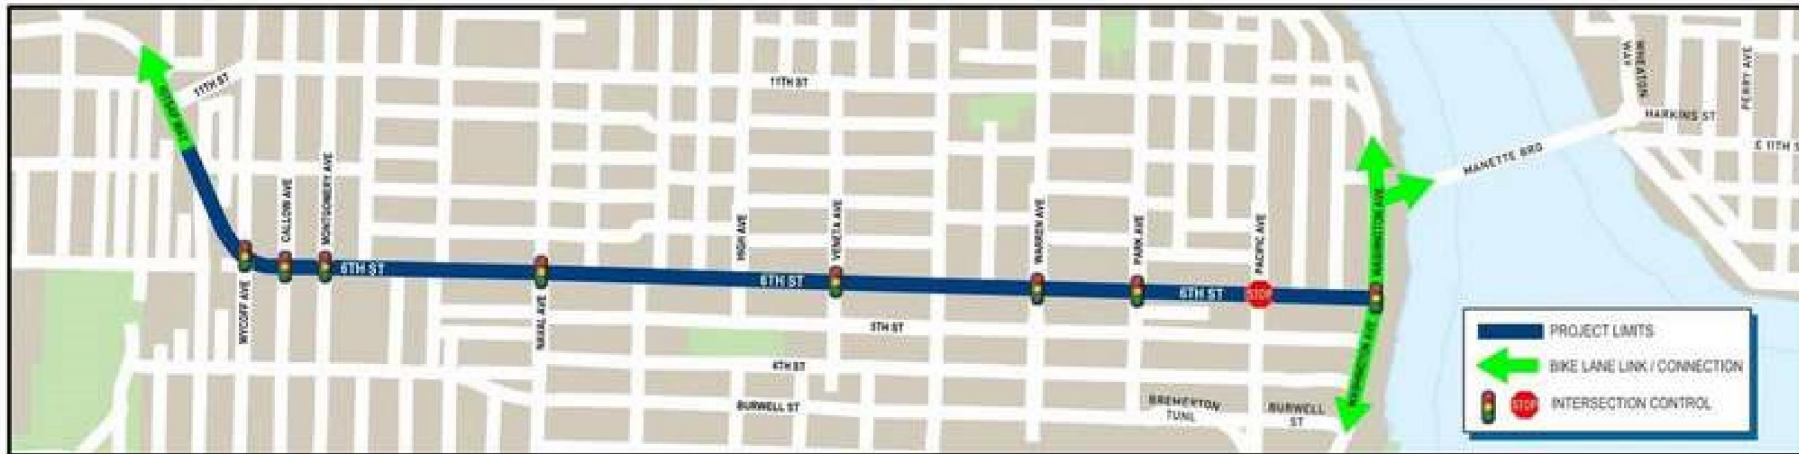 11TH ST
11TH ST
WHEATON
WAY
PERRY AVE
HARKINS ST
E 11TH S
MANETTE BRG
CALLOW AVE
MONTGOMERY AVE
HIGH AVE
VENETA AVE
WARREN AVE
PARK AVE
PACIFIC AVE
WASHINGTON AVE
6TH ST
6TH ST
6TH ST
STOP
WYCOFF AVE
NAVAL AVE
5TH ST
4TH ST
WASHINGTON AVE
BURWELL ST
BREMERTON
TUNL
BURWELL
ST
PROJECT LIMITS
BIKE LANE LINK / CONNECTION
STOP
INTERSECTION CONTROL